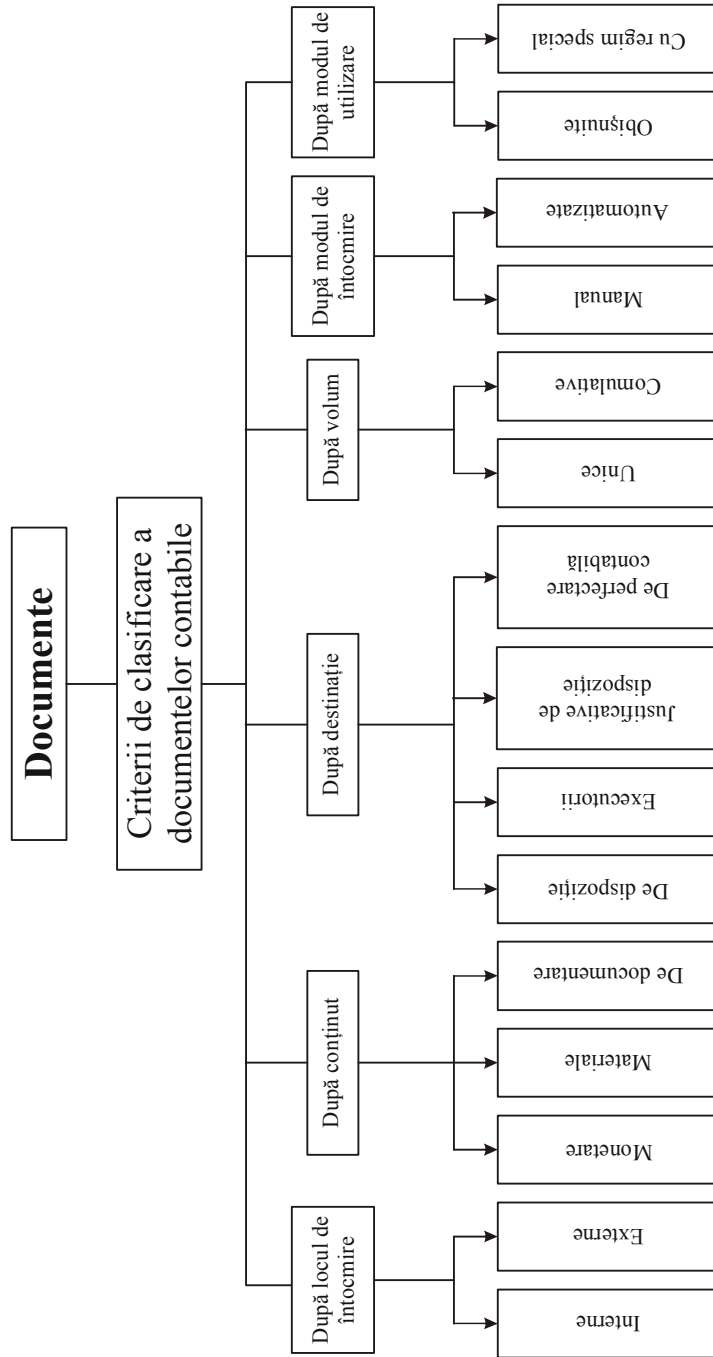 Documente
Criterii de clasificare a
documentelor contabile
După locul de
întocmire
După conținut
După destinație
După volum
După modul de
întocmire
După modul de
utilizare
Interne
Externe
Monetare
Materiale
De documentare
De dispoziție
Executorii
Justificative de
dispoziție
De perfectare
contabilă
Unice
Comulative
Manual
Automatizate
Obișnuite
Cu regim special